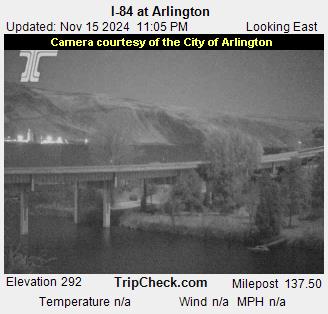 I-84 at Arlington
Updated: Nov 15 2024 11:05 PM Looking East
Camera courtesy of the City of Arlington
Elevation 292 TripCheck.com Milepost 137.50
Temperature n/a Wind n/a MPH n/a